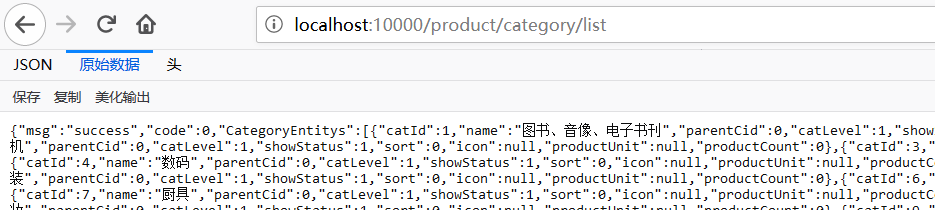 localhost:10000/product/category/list
JSON 原始数据 头
保存 复制 美化输出
{"msg":"success","code":0,"CategoryEntitys":[{"catId":1,"name":"图书、音像、电子书刊","parentCid":0,"catLevel":1,"show
机","parentCid":0,"catLevel":1,"showStatus":1,"sort":0,"icon":null,"productUnit":null,"productCount":0},{"catId":3,
{"catId":4,"name":"数码","parentCid":0,"catLevel":1,"showStatus":1,"sort":0,"icon":null,"productUnit":null,"productC
装","parentCid":0,"catLevel":1,"showStatus":1,"sort":0,"icon":null,"productUnit":null,"productCount":0},{"catId":6,
{"catId":7,"name":"厨具","parentCid":0,"catLevel":1,"showStatus":1,"sort":0,"icon":null,"productUnit":null,"productC